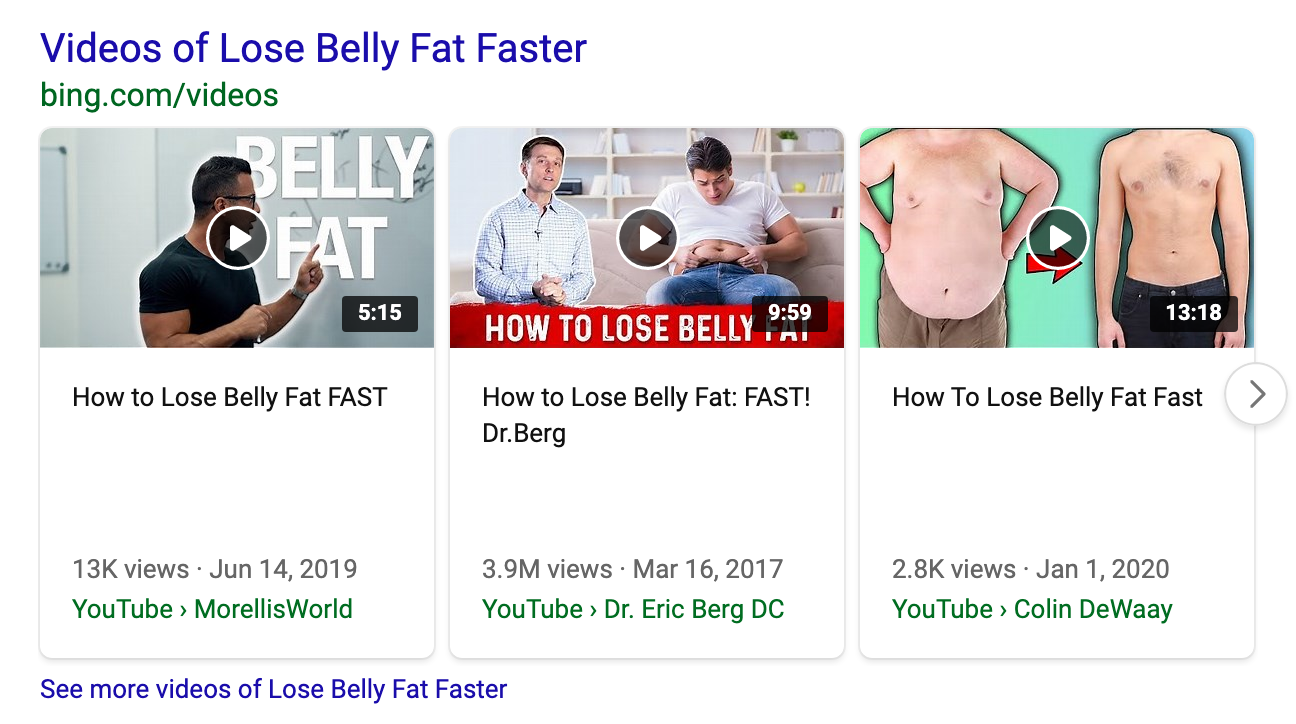 Videos of Lose Belly Fat Faster
bing.com/videos
BELLY
FAT
5:15
How to Lose Belly Fat FAST
13K views · Jun 14, 2019
YouTube › MorellisWorld
HOW TO LOSE BELLY FAT
9:59
How to Lose Belly Fat: FAST!
Dr.Berg
3.9M views · Mar 16, 2017
YouTube › Dr. Eric Berg DC
13:18
How To Lose Belly Fat Fast
2.8K views · Jan 1, 2020
YouTube › Colin DeWaay
See more videos of Lose Belly Fat Faster